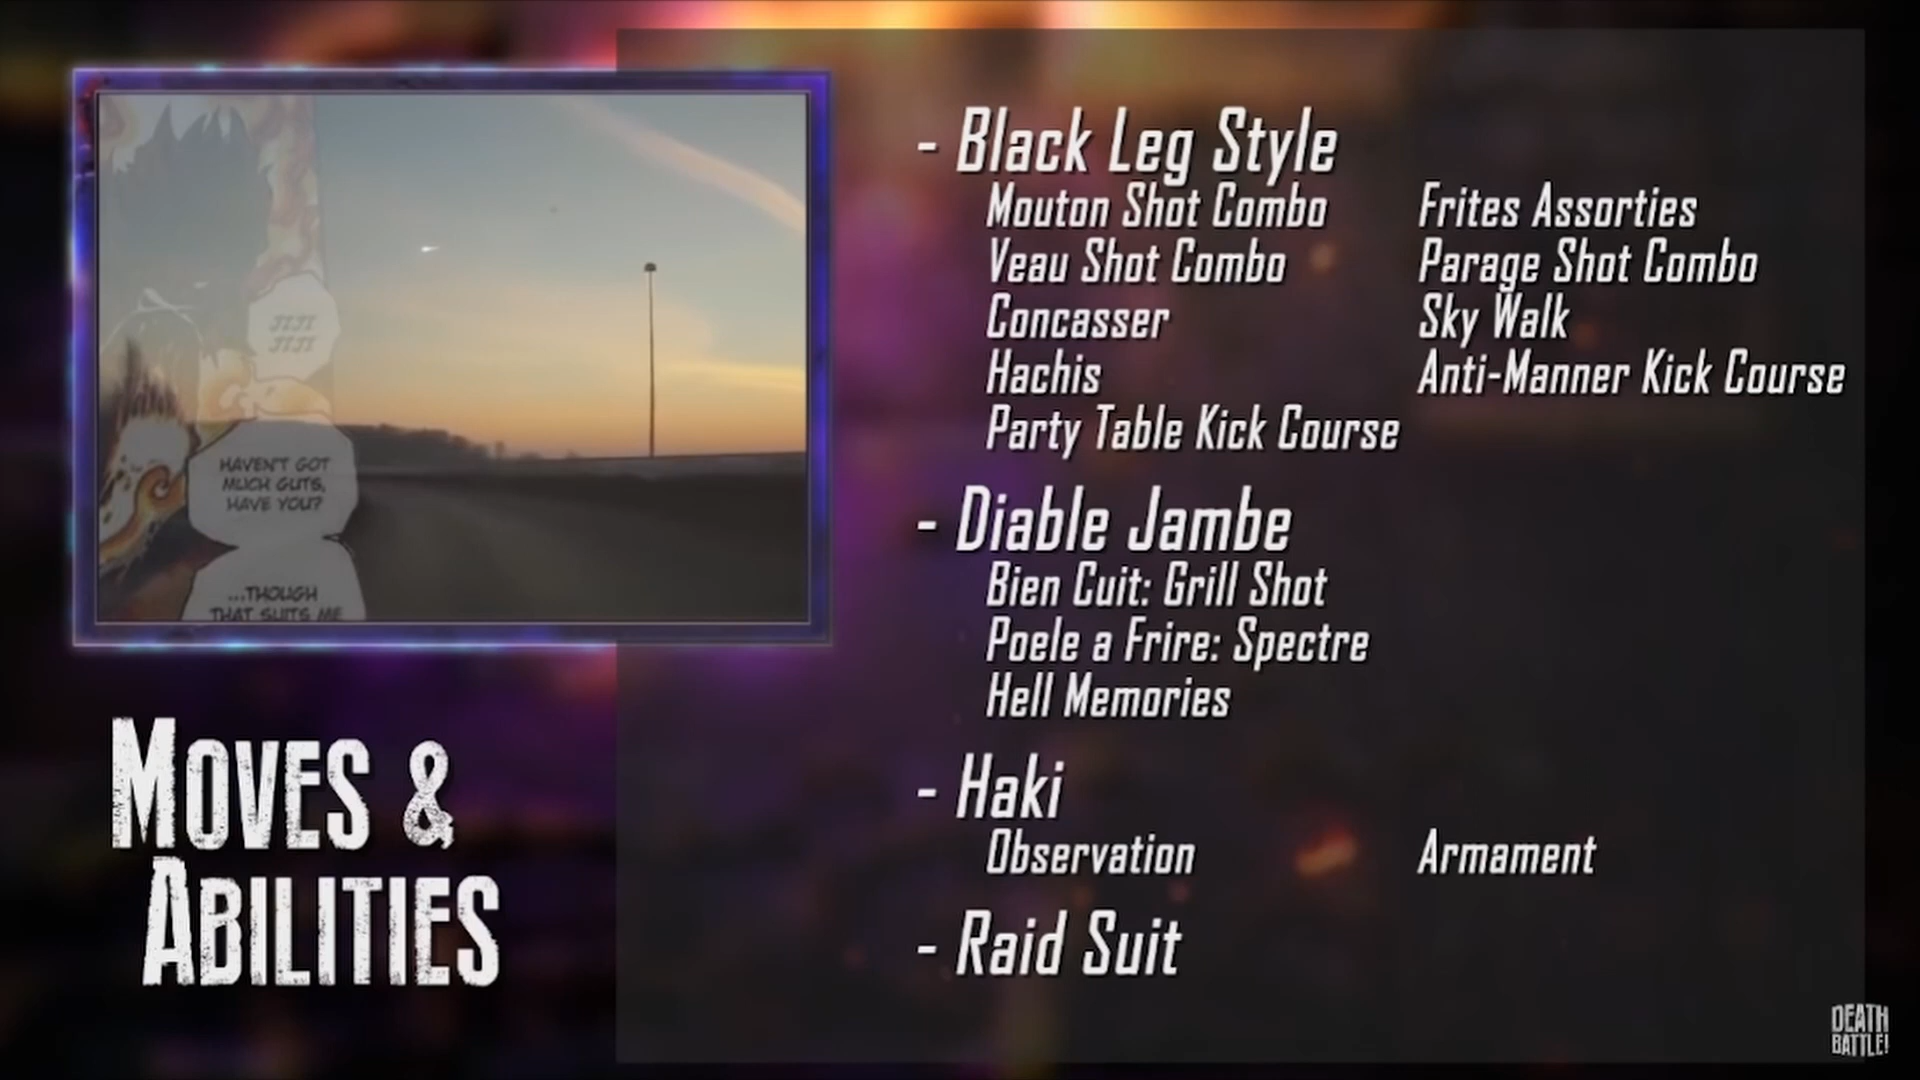 JIJI
JIJI
HAVEN'T GOT
MUCH GUTS,
HAVE YOU?
...THOUGH
THAT SUITS ME
MOVES &
ABILITIES
- Black Leg Style
Mouton Shot Combo
Veau Shot Combo
Concasser
Hachis
Party Table Kick Course
Frites Assorties
Parage Shot Combo
Sky Walk
Anti-Manner Kick Course
- Diable Jambe
Bien Cuit: Grill Shot
Poele a Frire: Spectre
Hell Memories
- Haki
Observation
Armament
- Raid Suit
DEATH
BATTLE!